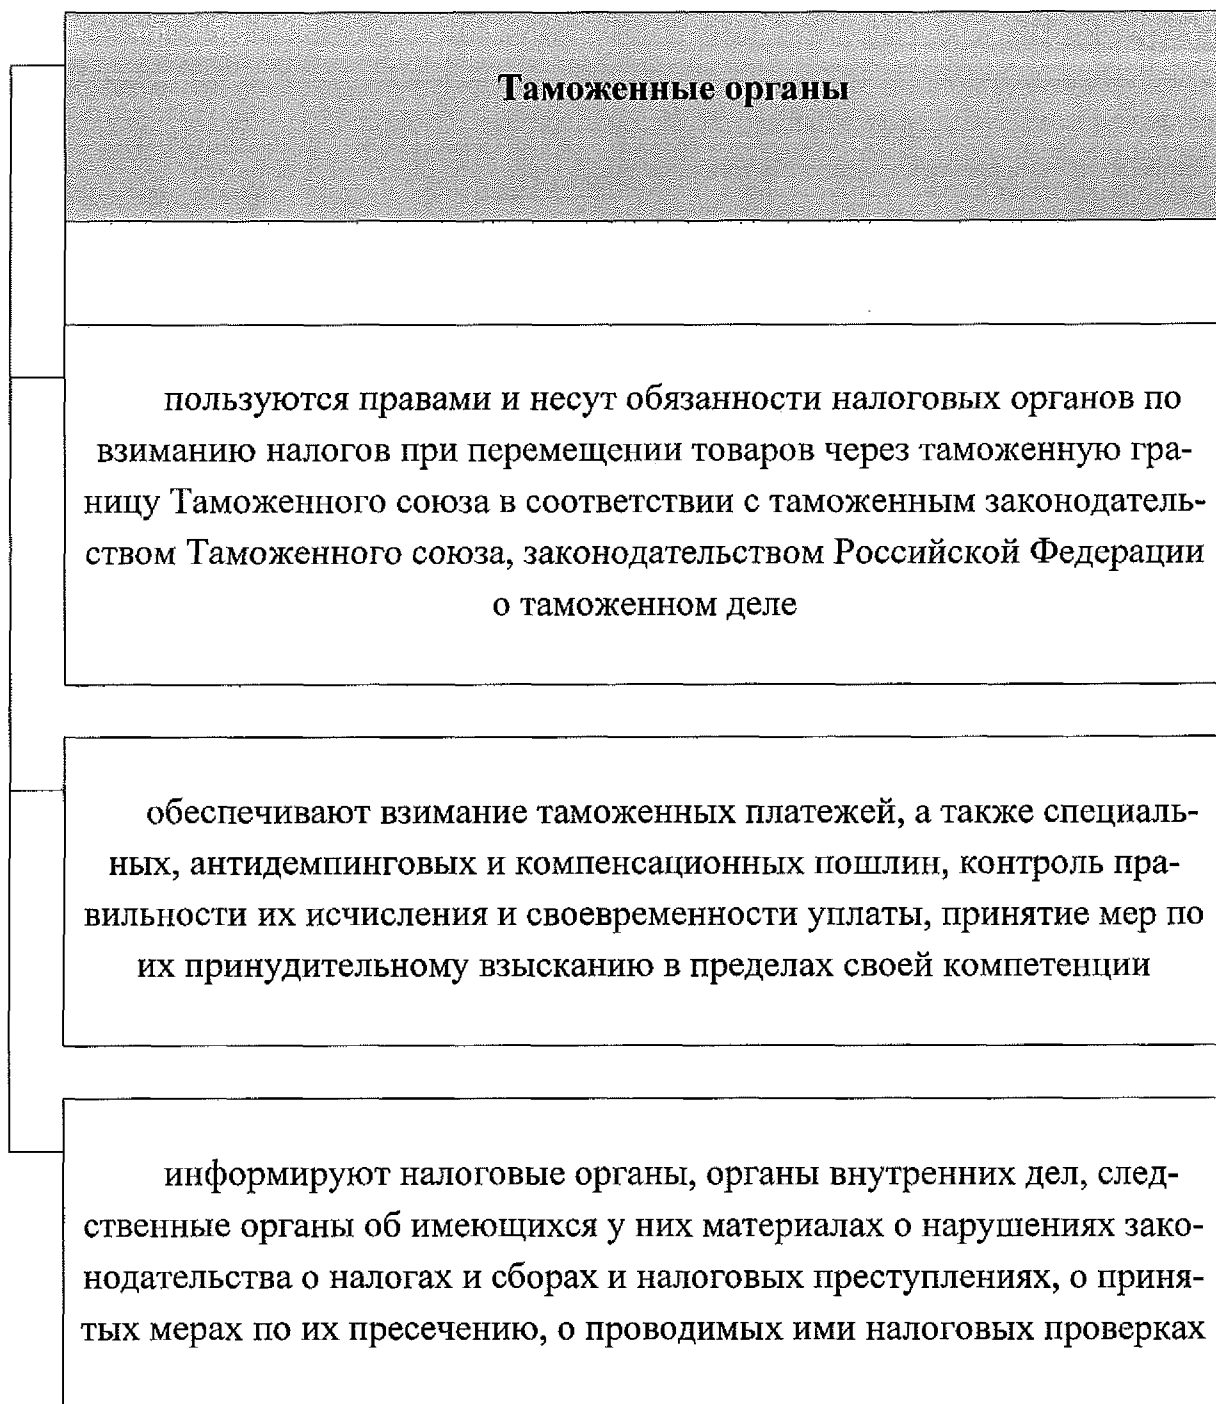 Таможенные органы
пользуются правами и несут обязанности налоговых органов по
взиманию налогов при перемещении товаров через таможенную гра-
ницу Таможенного союза в соответствии с таможенным законодатель-
ством Таможенного союза, законодательством Российской Федерации
о таможенном деле
обеспечивают взимание таможенных платежей, а также специаль-
ных, антидемпинговых и компенсационных пошлин, контроль пра-
вильности их исчисления и своевременности уплаты, принятие мер по
их принудительному взысканию в пределах своей компетенции
информируют налоговые органы, органы внутренних дел, след-
ственные органы об имеющихся у них материалах о нарушениях зако-
нодательства о налогах и сборах и налоговых преступлениях, о приня-
тых мерах по их пресечению, о проводимых ими налоговых проверках